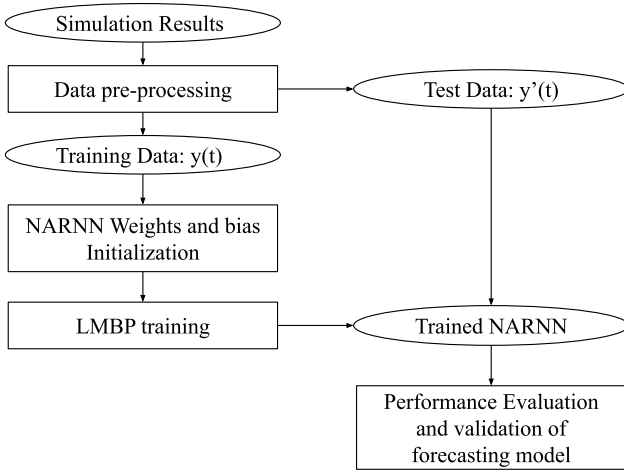 Simulation Results
Data pre-processing
Test Data: y’(t)
Training Data: y(t)
NARNN Weights and bias
Initialization
LMBP training
Trained NARNN
Performance Evaluation
and validation of
forecasting model